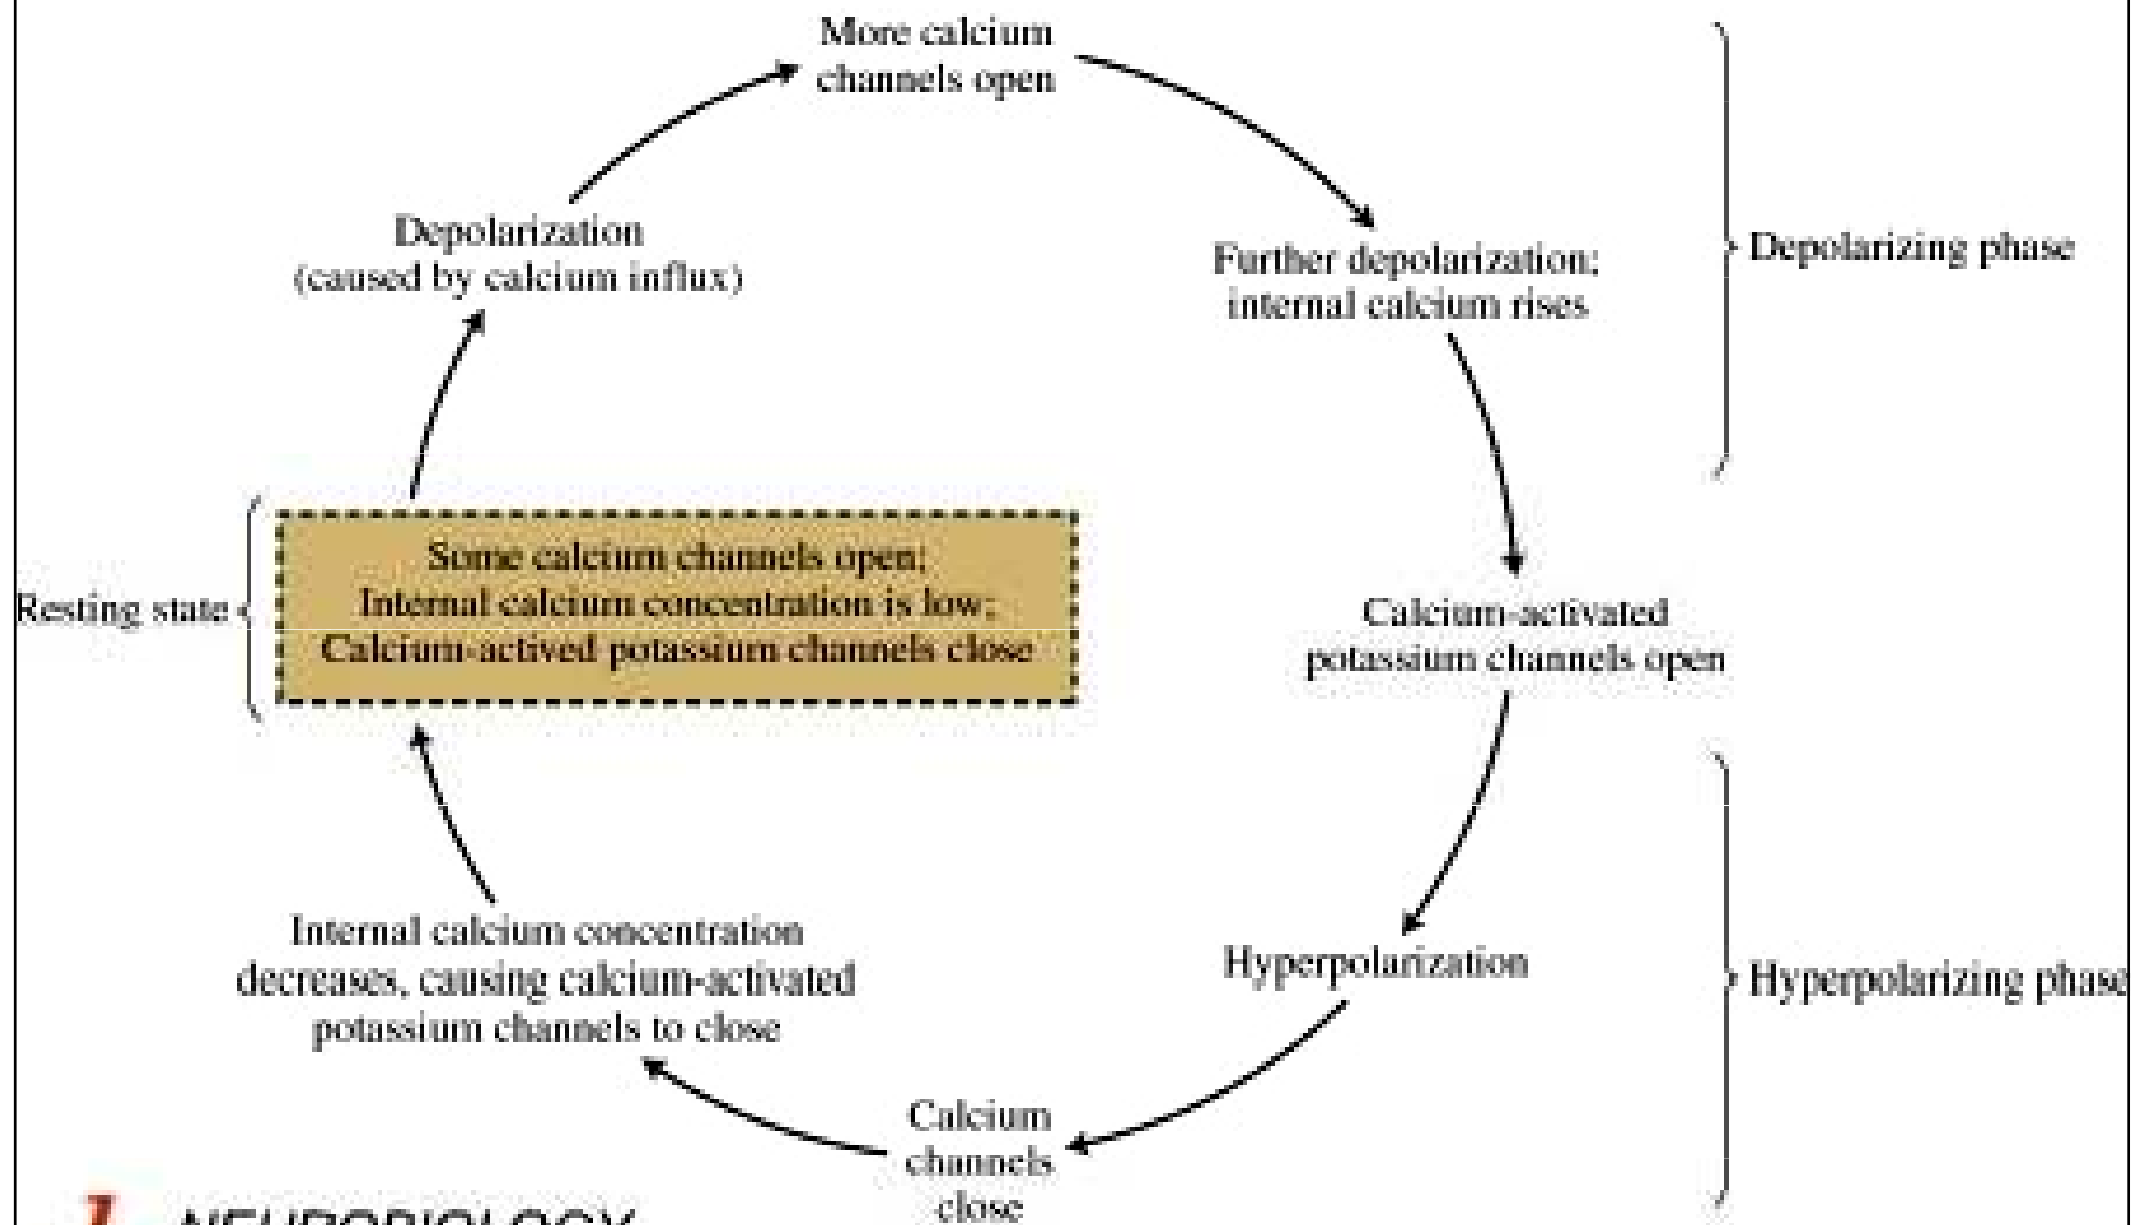 More calcium
channels open
Depolarization
(caused by calcium influx)
Further depolarization;
internal calcium rises
Depolarizing phase
Resting state
Some calcium channels open;
Internal calcium concentration is low;
Calcium-actived potassium channels close
Calcium-activated
potassium channels open
Internal calcium concentration
decreases, causing calcium-activated
potassium channels to close
Hyperpolarization
Hyperpolarizing phase
Calcium
channels
close
NEUROBIOLOGY